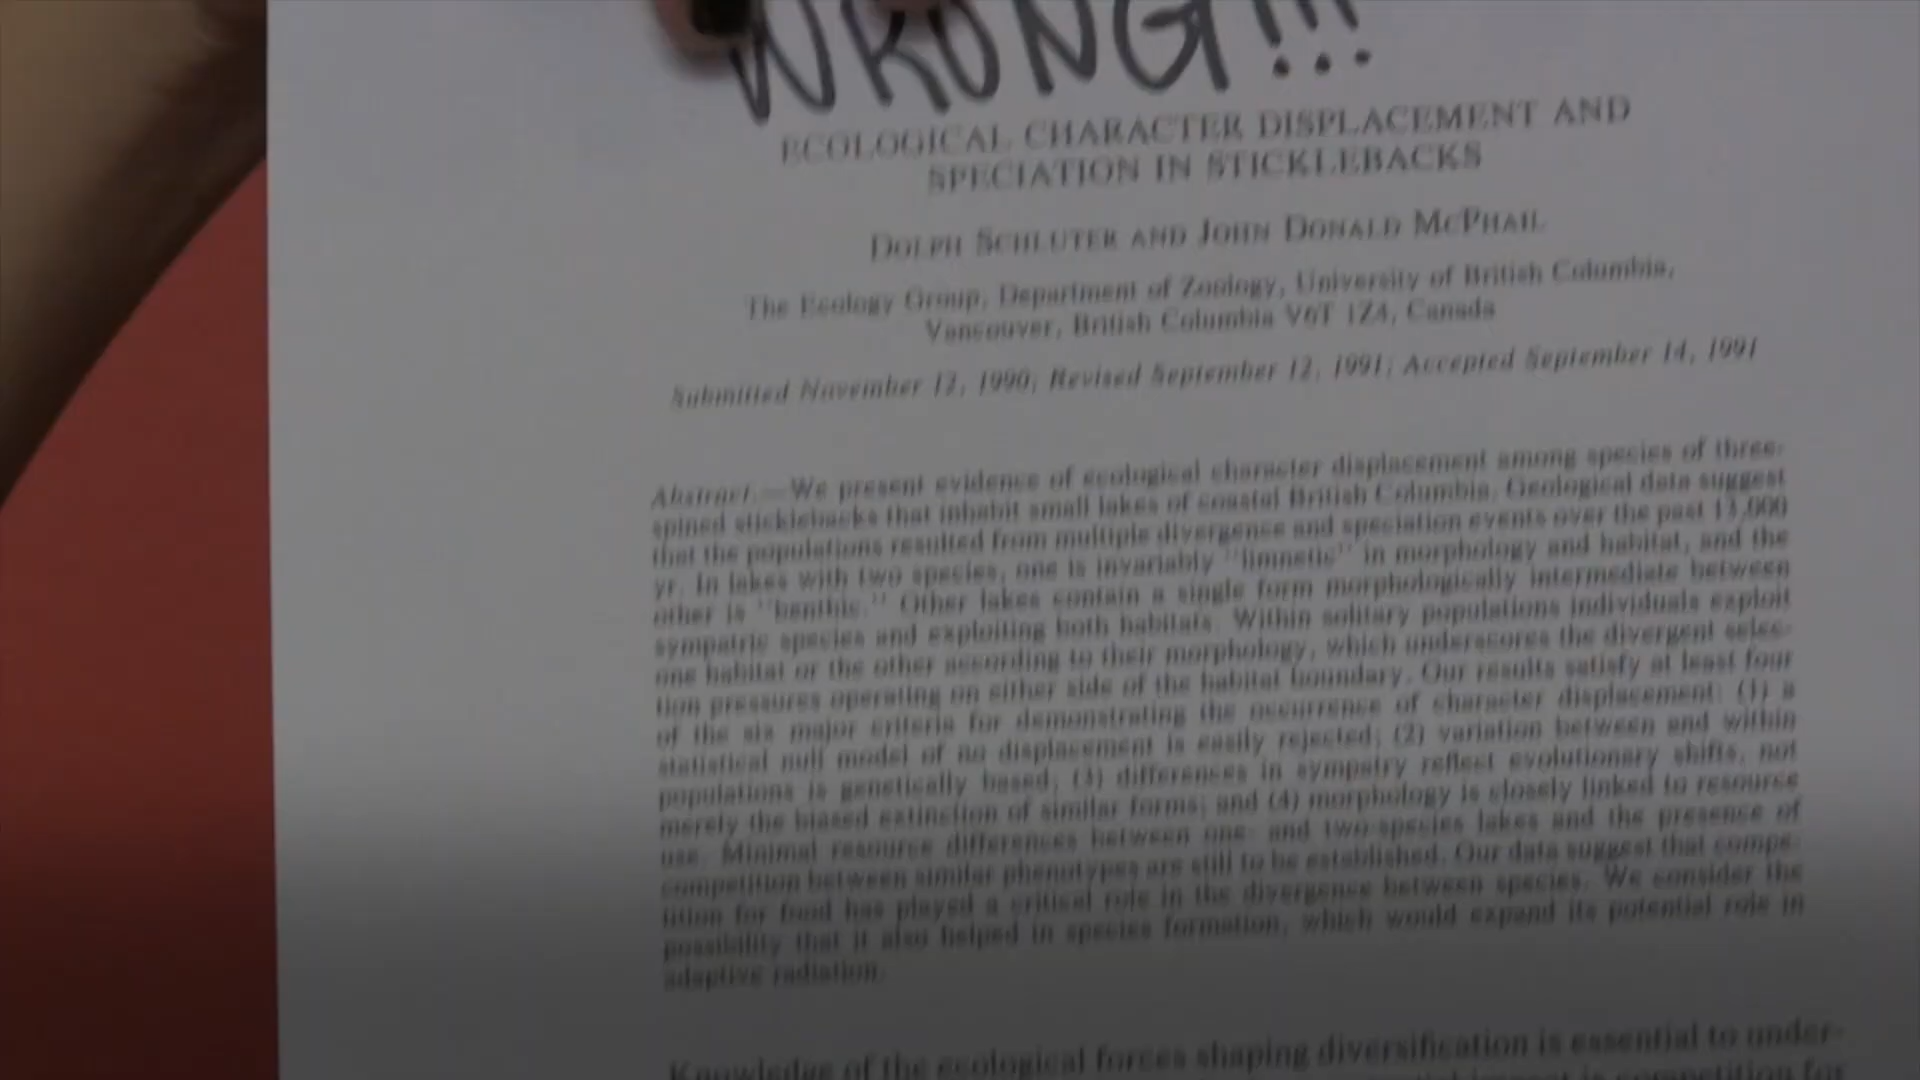 WRONG!!!
ECOLOGICAL CHARACTER DISPLACEMENT AND
SPECIATION IN STICKLEBACKS
DOLPH SCHLUTER AND JOHN DONALD MCPHAIL
The Ecology Group, Department of Zoology, University of British Columbia,
Vancouver, British Columbia V6T 1Z4, Canada
Submitted November 12, 1990; Revised September 12, 1991; Accepted September 14, 1991
Abstract.—We present evidence of ecological character displacement among species of three-
spined sticklebacks that inhabit small lakes of coastal British Columbia. Geological data suggest
that the populations resulted from multiple divergence and speciation events over the past 13,000
yr. In lakes with two species, one is invariably "limnetic" in morphology and habitat, and the
other is "benthic." Other lakes contain a single form morphologically intermediate between
sympatric species and exploiting both habitats. Within solitary populations individuals exploit
one habitat or the other according to their morphology, which underscores the divergent selec-
tion pressures operating on either side of the habitat boundary. Our results satisfy at least four
of the six major criteria for demonstrating the occurrence of character displacement: (1) a
statistical null model of no displacement is easily rejected; (2) variation between and within
populations is genetically based; (3) differences in sympatry reflect evolutionary shifts, not
merely the biased extinction of similar forms; and (4) morphology is closely linked to resource
use. Minimal resource differences between one- and two-species lakes and the presence of
competition between similar phenotypes are still to be established. Our data suggest that compe-
tition for food has played a critical role in the divergence between species. We consider the
possibility that it also helped in species formation, which would expand its potential role in
adaptive radiation.
Knowledge of the ecological forces shaping diversification is essential to under-
competition for